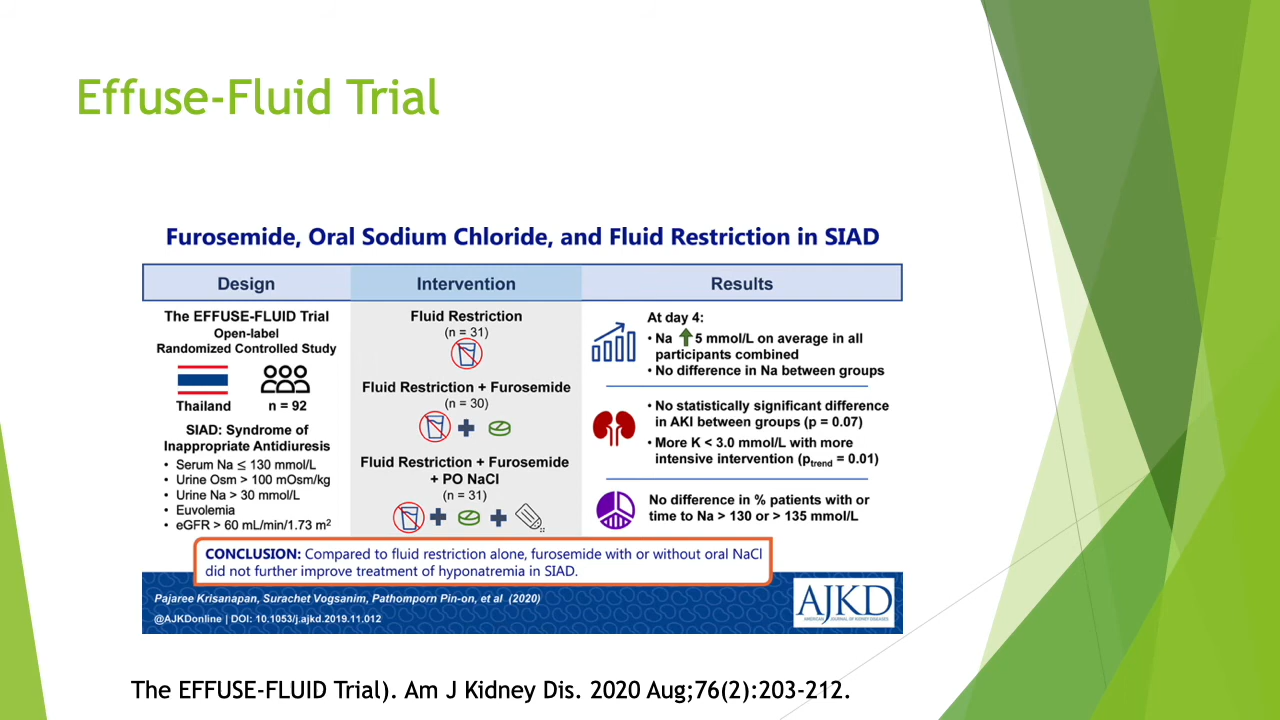 Effuse-Fluid Trial
Furosemide, Oral Sodium Chloride, and Fluid Restriction in SIAD
Design
Intervention
Results
The EFFUSE-FLUID Trial
Open-label
Randomized Controlled Study
Thailand
n = 92
SIAD: Syndrome of
Inappropriate Antidiuresis
• Serum Na ≤ 130 mmol/L
• Urine Osm > 100 mOsm/kg
• Urine Na > 30 mmol/L
• Euvolemia
• eGFR > 60 mL/min/1.73 m²
Fluid Restriction
(n = 31)
Fluid Restriction + Furosemide
(n = 30)
Fluid Restriction + Furosemide
+ PO NaCl
(n = 31)
At day 4:
• Na 5 mmol/L on average in all
participants combined
• No difference in Na between groups
• No statistically significant difference
in AKI between groups (p = 0.07)
• More K < 3.0 mmol/L with more
intensive intervention (ptrend = 0.01)
No difference in % patients with or
time to Na > 130 or > 135 mmol/L
CONCLUSION: Compared to fluid restriction alone, furosemide with or without oral NaCl
did not further improve treatment of hyponatremia in SIAD.
Pajaree Krisanapan, Surachet Vogsanim, Pathomporn Pin-on, et al (2020)
@AJKDonline | DOI: 10.1053/j.ajkd.2019.11.012
AJKD
AMERICAN JOURNAL OF KIDNEY DISEASES
The EFFUSE-FLUID Trial). Am J Kidney Dis. 2020 Aug;76(2):203-212.